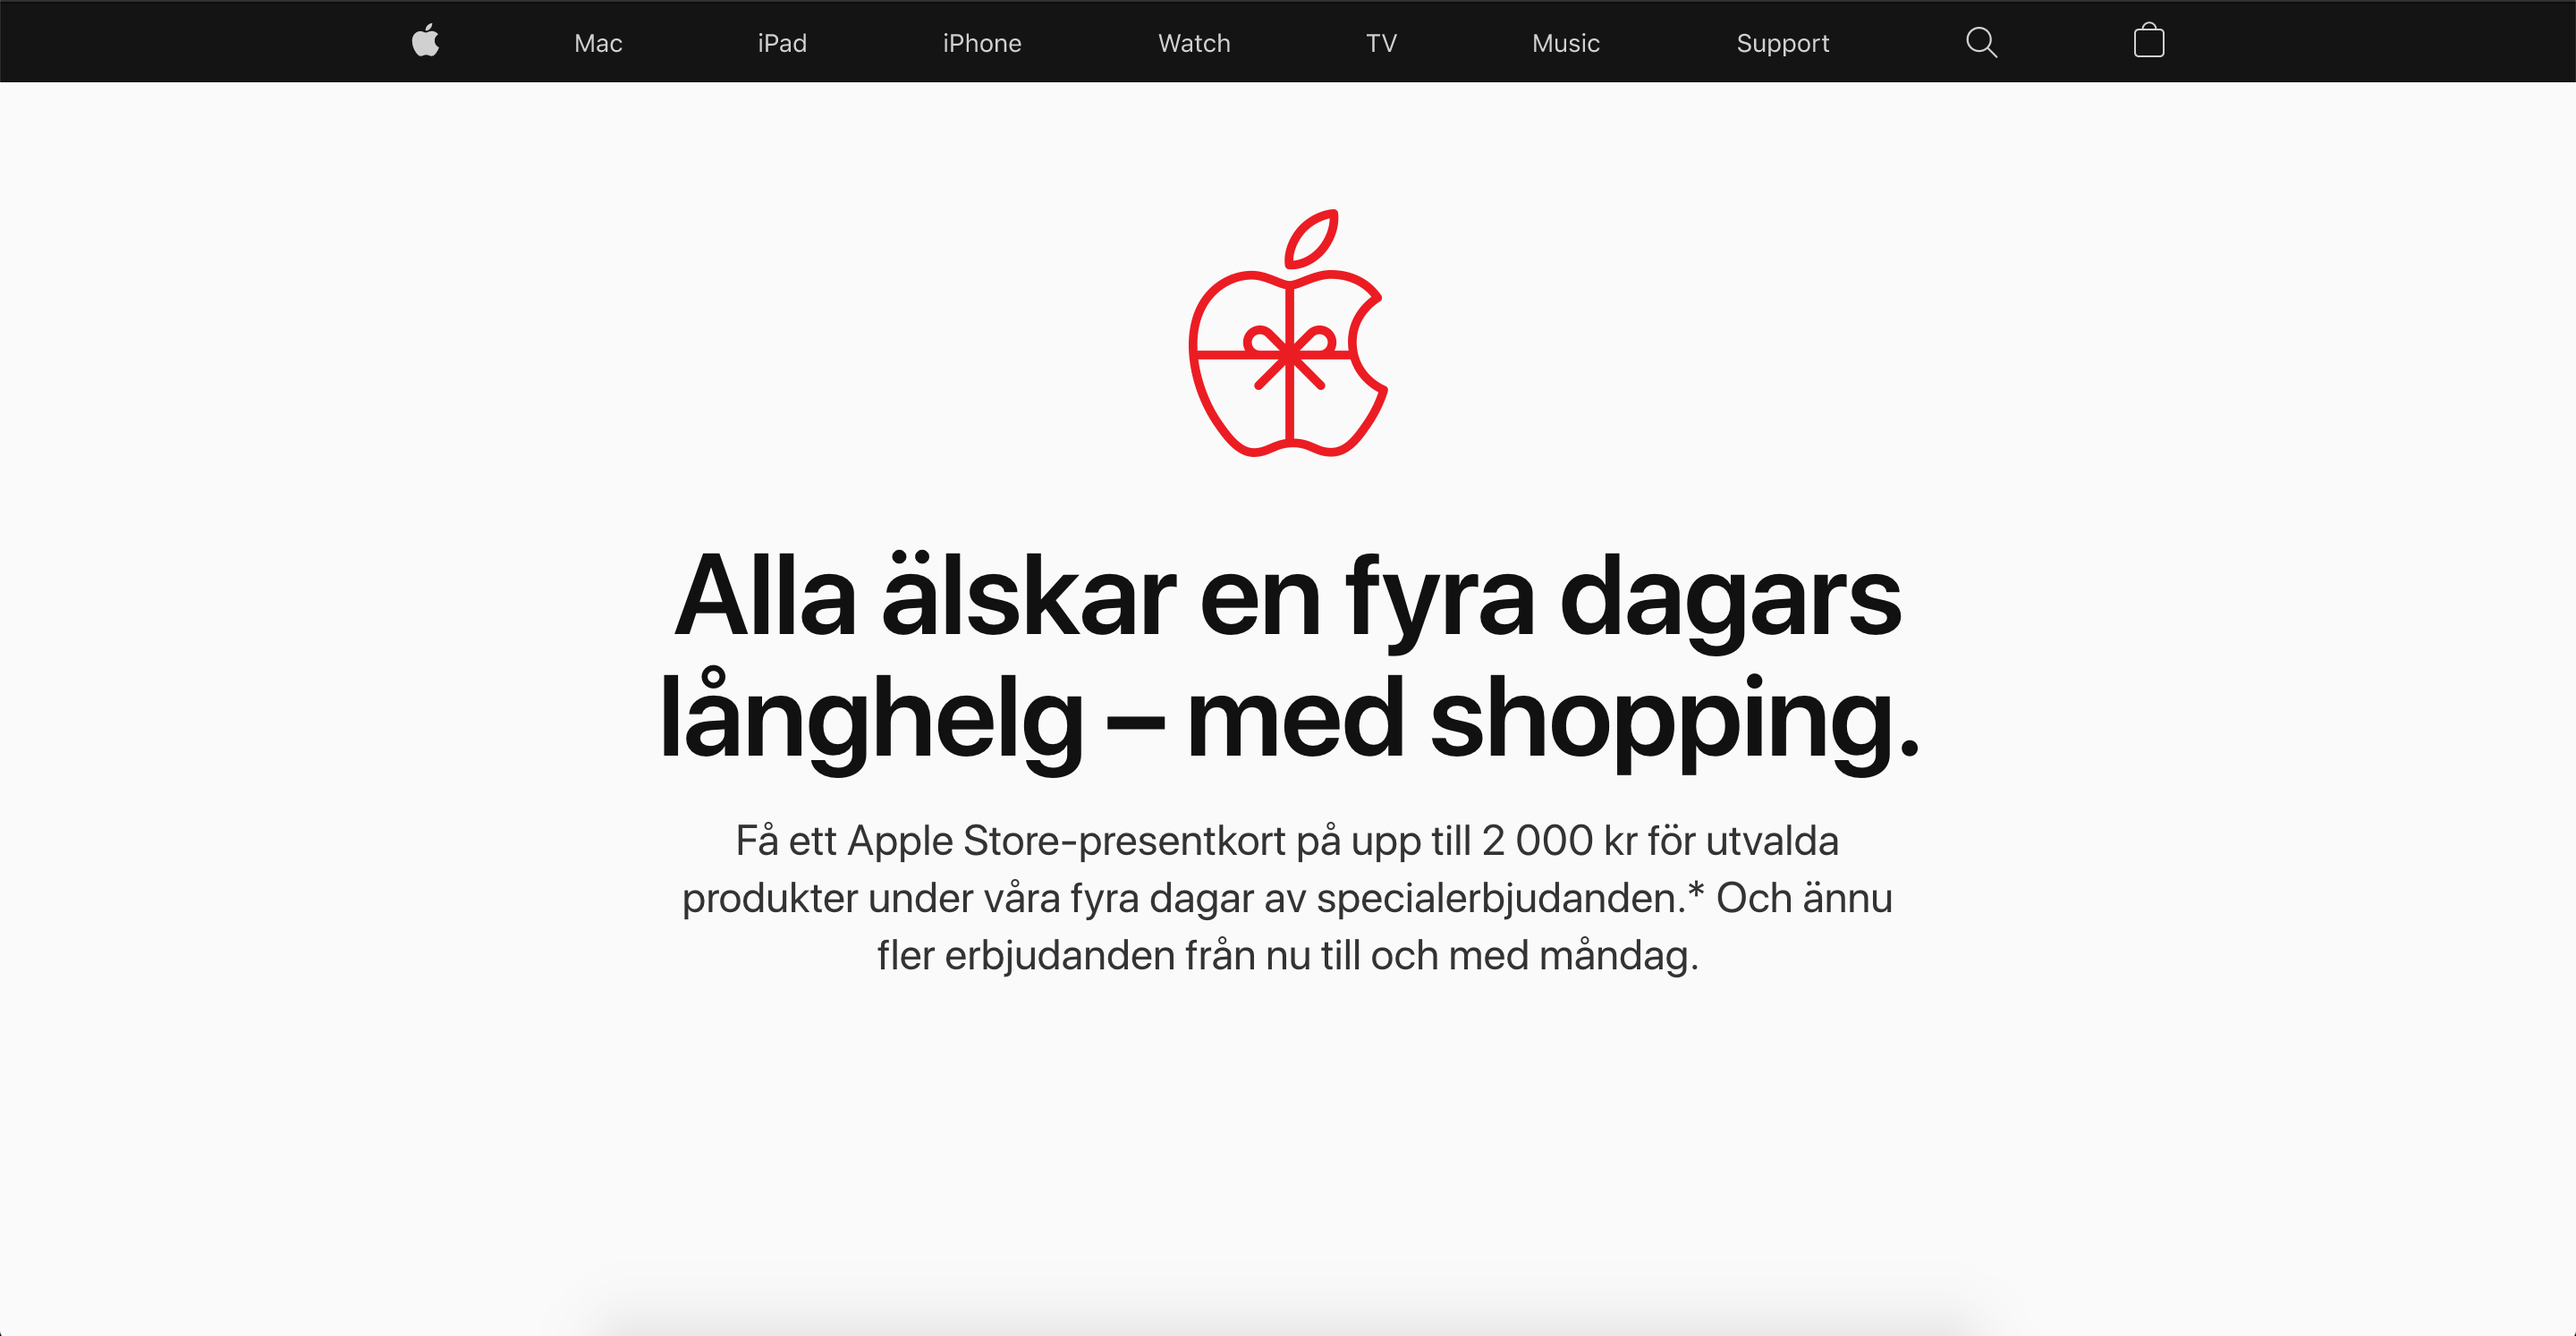 Mac iPad iPhone Watch TV Music Support
Alla älskar en fyra dagars
långhelg – med shopping.
Få ett Apple Store-presentkort på upp till 2 000 kr för utvalda
produkter under våra fyra dagar av specialerbjudanden.* Och ännu
fler erbjudanden från nu till och med måndag.